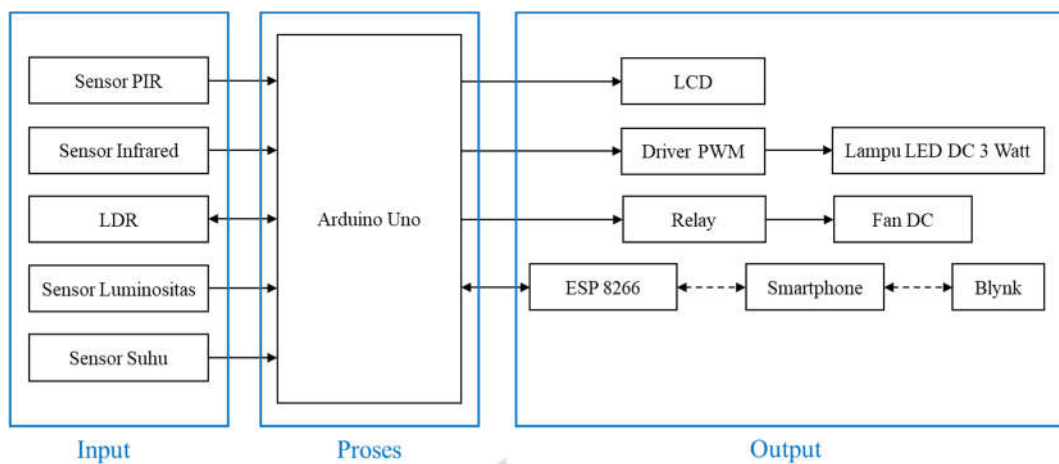 Sensor PIR
Sensor Infrared
LDR
Sensor Luminositas
Sensor Suhu
Input
Arduino Uno
Proses
LCD
Driver PWM
Lampu LED DC 3 Watt
Relay
Fan DC
ESP 8266
Smartphone
Blynk
Output